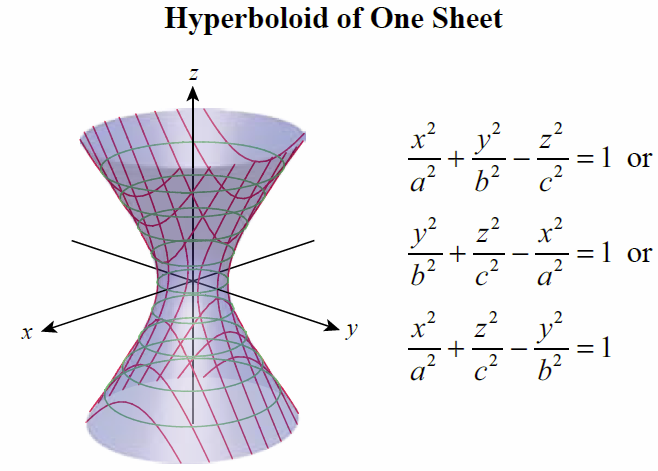 Hyperboloid of One Sheet
z
x
y
x²/a² + y²/b² − z²/c² = 1 or
y²/b² + z²/c² − x²/a² = 1 or
x²/a² + z²/c² − y²/b² = 1